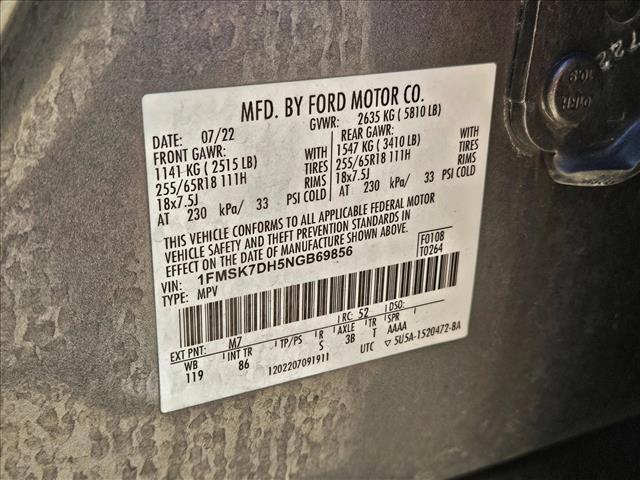 MFD. BY FORD MOTOR CO.
DATE: 07/22 GVWR: 2635 KG ( 5810 LB)
FRONT GAWR: REAR GAWR:
1141 KG ( 2515 LB) WITH 1547 KG ( 3410 LB) WITH
255/65R18 111H TIRES 255/65R18 111H TIRES
18x7.5J RIMS 18x7.5J RIMS
AT 230 kPa/ 33 PSI COLD AT 230 kPa/ 33 PSI COLD
THIS VEHICLE CONFORMS TO ALL APPLICABLE FEDERAL MOTOR
VEHICLE SAFETY AND THEFT PREVENTION STANDARDS IN
EFFECT ON THE DATE OF MANUFACTURE SHOWN ABOVE.
VIN: 1FMSK7DH5NGB69856 F0108
TYPE: MPV T0264
EXT PNT: M7 RC: 52 DSO:
WB INT TR TP/PS R AXLE TR SPR
119 86 S 3B T AAAA
1202207091911 UTC 5U5A-1520472-BA
10.9